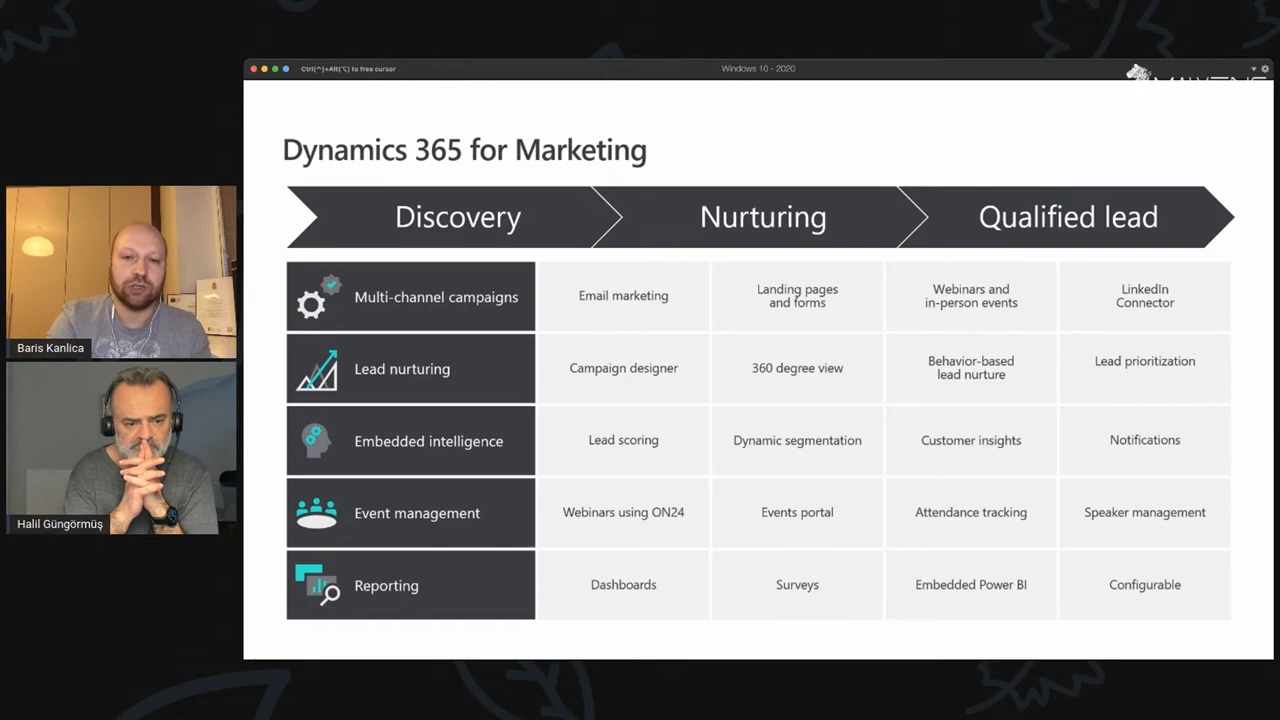 Ctrl(^)+Alt(⌥) to free cursor
Windows 10 - 2020
Dynamics 365 for Marketing
Discovery
Nurturing
Qualified lead
Multi-channel campaigns
Email marketing
Landing pages
and forms
Webinars and
in-person events
LinkedIn
Connector
Lead nurturing
Campaign designer
360 degree view
Behavior-based
lead nurture
Lead prioritization
Embedded intelligence
Lead scoring
Dynamic segmentation
Customer insights
Notifications
Event management
Webinars using ON24
Events portal
Attendance tracking
Speaker management
Reporting
Dashboards
Surveys
Embedded Power BI
Configurable
Baris Kanlica
Halil Güngörmüş